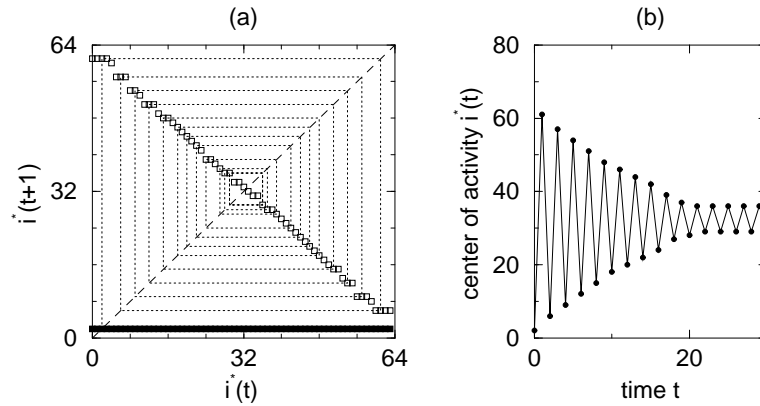 (a)
64
32
0
i*(t+1)
0
32
64
i*(t)
(b)
80
60
40
20
0
center of activity i*(t)
0
20
time t